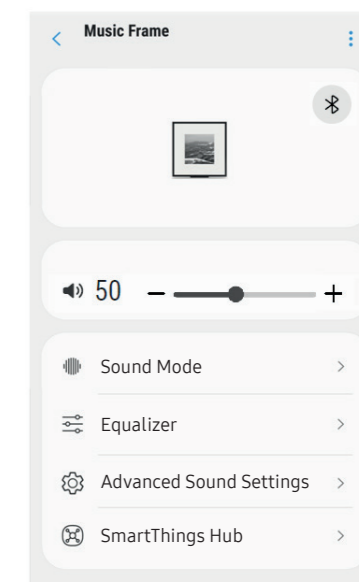 Music Frame
50
Sound Mode
Equalizer
Advanced Sound Settings
SmartThings Hub